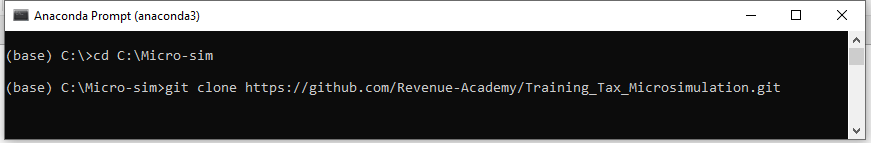 Anaconda Prompt (anaconda3)
(base) C:\>cd C:\Micro-sim
(base) C:\Micro-sim>git clone https://github.com/Revenue-Academy/Training_Tax_Microsimulation.git